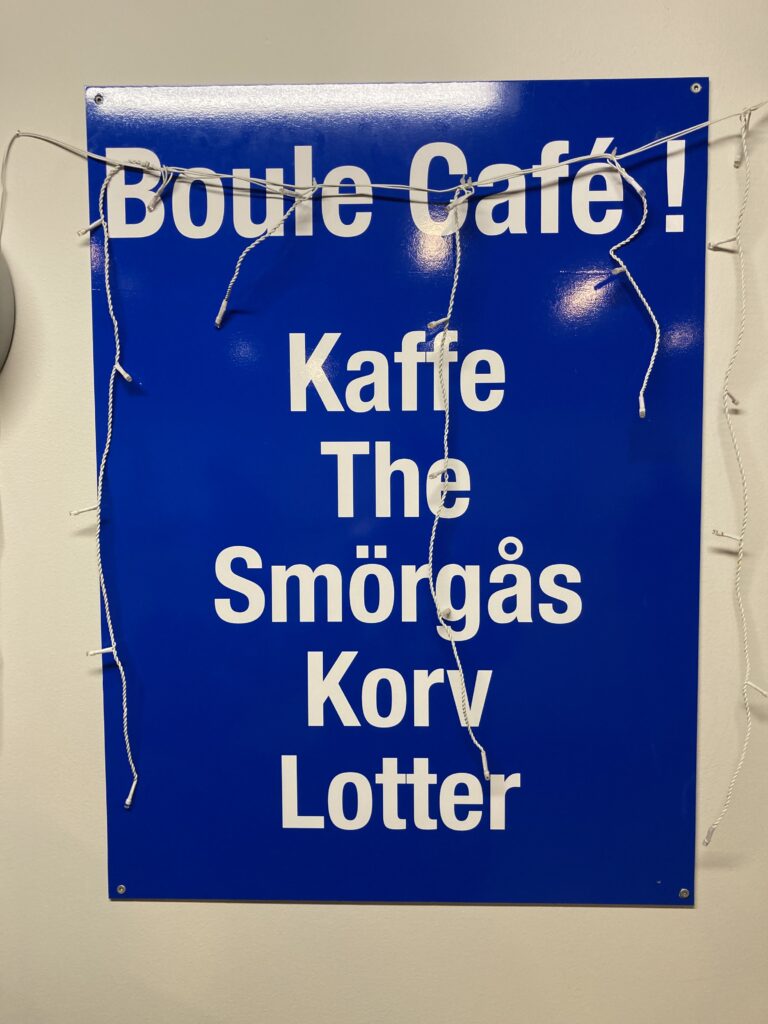 Boule Café !
Kaffe
The
Smörgås
Korv
Lotter